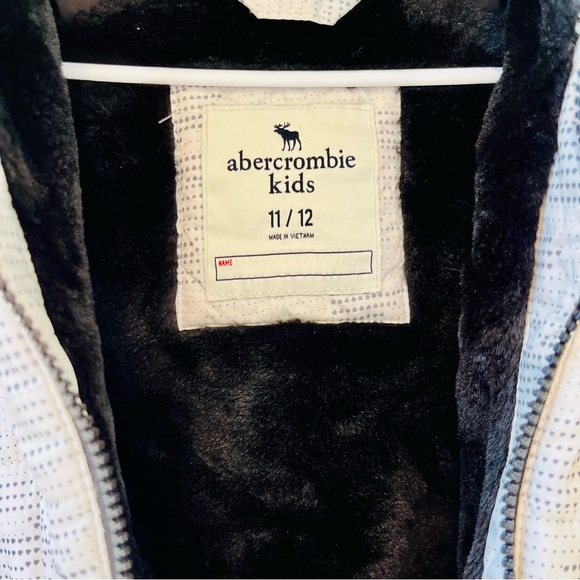 abercrombie
kids
11 / 12
MADE IN VIETNAM
NAME